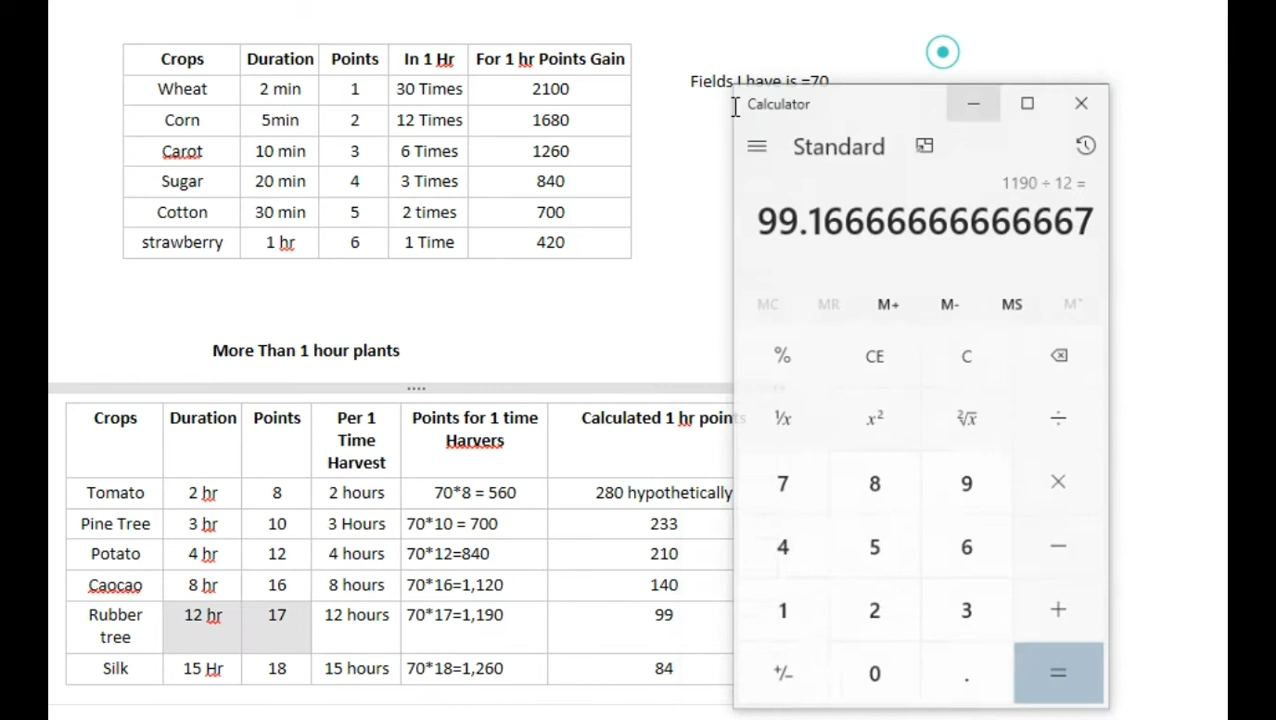 Crops Duration Points In 1 Hr For 1 hr Points Gain
Wheat 2 min 1 30 Times 2100
Corn 5min 2 12 Times 1680
Carot 10 min 3 6 Times 1260
Sugar 20 min 4 3 Times 840
Cotton 30 min 5 2 times 700
strawberry 1 hr 6 1 Time 420
Fields I have is =70
Calculator
Standard
1190 ÷ 12 =
99.16666666666667
MC MR M+ M- MS M˅
% CE C
¹/x x² ²√x ÷
7 8 9 ×
4 5 6 −
1 2 3 +
+/− 0 . =
More Than 1 hour plants
Crops Duration Points Per 1 Time Harvest Points for 1 time Harvers Calculated 1 hr points
Tomato 2 hr 8 2 hours 70*8 = 560 280 hypothetically
Pine Tree 3 hr 10 3 Hours 70*10 = 700 233
Potato 4 hr 12 4 hours 70*12=840 210
Caocao 8 hr 16 8 hours 70*16=1,120 140
Rubber tree 12 hr 17 12 hours 70*17=1,190 99
Silk 15 Hr 18 15 hours 70*18=1,260 84